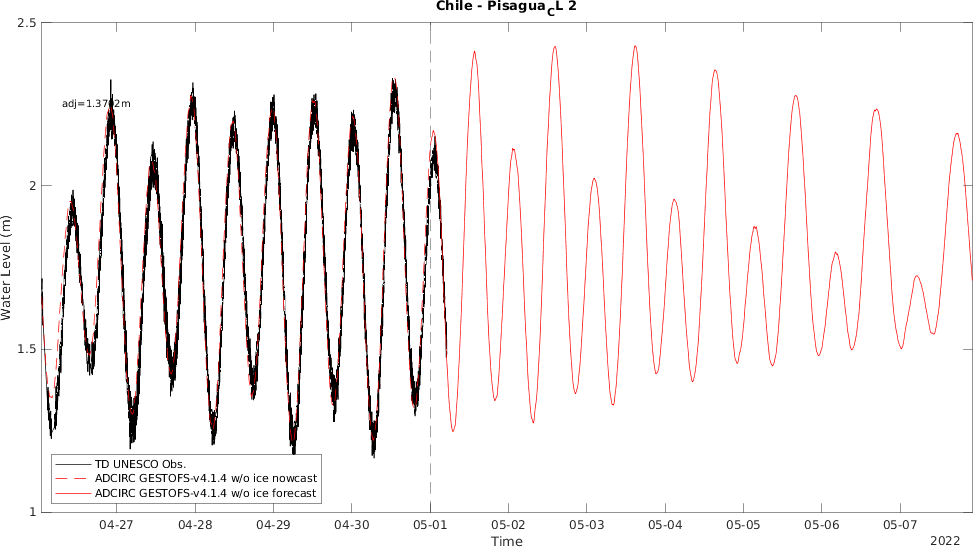 Chile - PisaguaCL 2
2.5
2
1.5
1
Water Level (m)
adj=1.3702m
TD UNESCO Obs.
ADCIRC GESTOFS-v4.1.4 w/o ice nowcast
ADCIRC GESTOFS-v4.1.4 w/o ice forecast
04-27 04-28 04-29 04-30 05-01 05-02 05-03 05-04 05-05 05-06 05-07
Time
2022